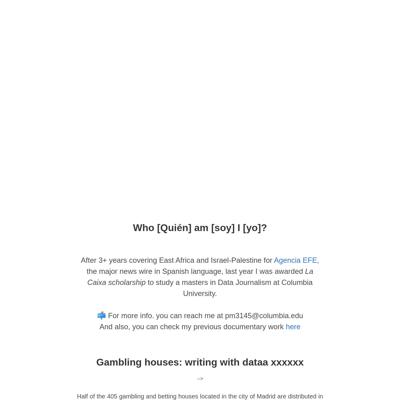 Who [Quién] am [soy] I [yo]?
After 3+ years covering East Africa and Israel-Palestine for Agencia EFE,
the major news wire in Spanish language, last year I was awarded La
Caixa scholarship to study a masters in Data Journalism at Columbia
University.
📫 For more info. you can reach me at pm3145@columbia.edu
And also, you can check my previous documentary work here
Gambling houses: writing with dataa xxxxxx
-->
Half of the 405 gambling and betting houses located in the city of Madrid are distributed in